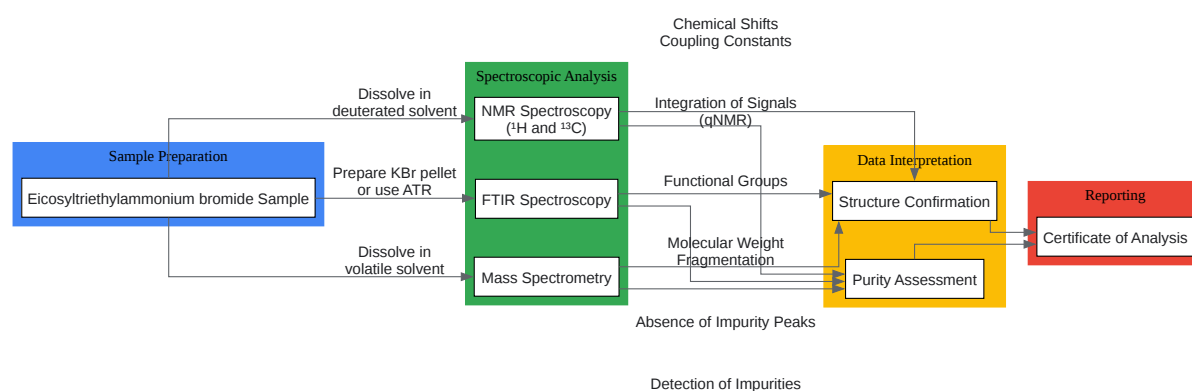 Chemical Shifts
Coupling Constants
Spectroscopic Analysis
Dissolve in
deuterated solvent
NMR Spectroscopy
(¹H and ¹³C)
Integration of Signals
(qNMR)
Sample Preparation
Eicosyltriethylammonium bromide Sample
Prepare KBr pellet
or use ATR
FTIR Spectroscopy
Functional Groups
Data Interpretation
Structure Confirmation
Reporting
Certificate of Analysis
Dissolve in
volatile solvent
Mass Spectrometry
Molecular Weight
Fragmentation
Purity Assessment
Absence of Impurity Peaks
Detection of Impurities